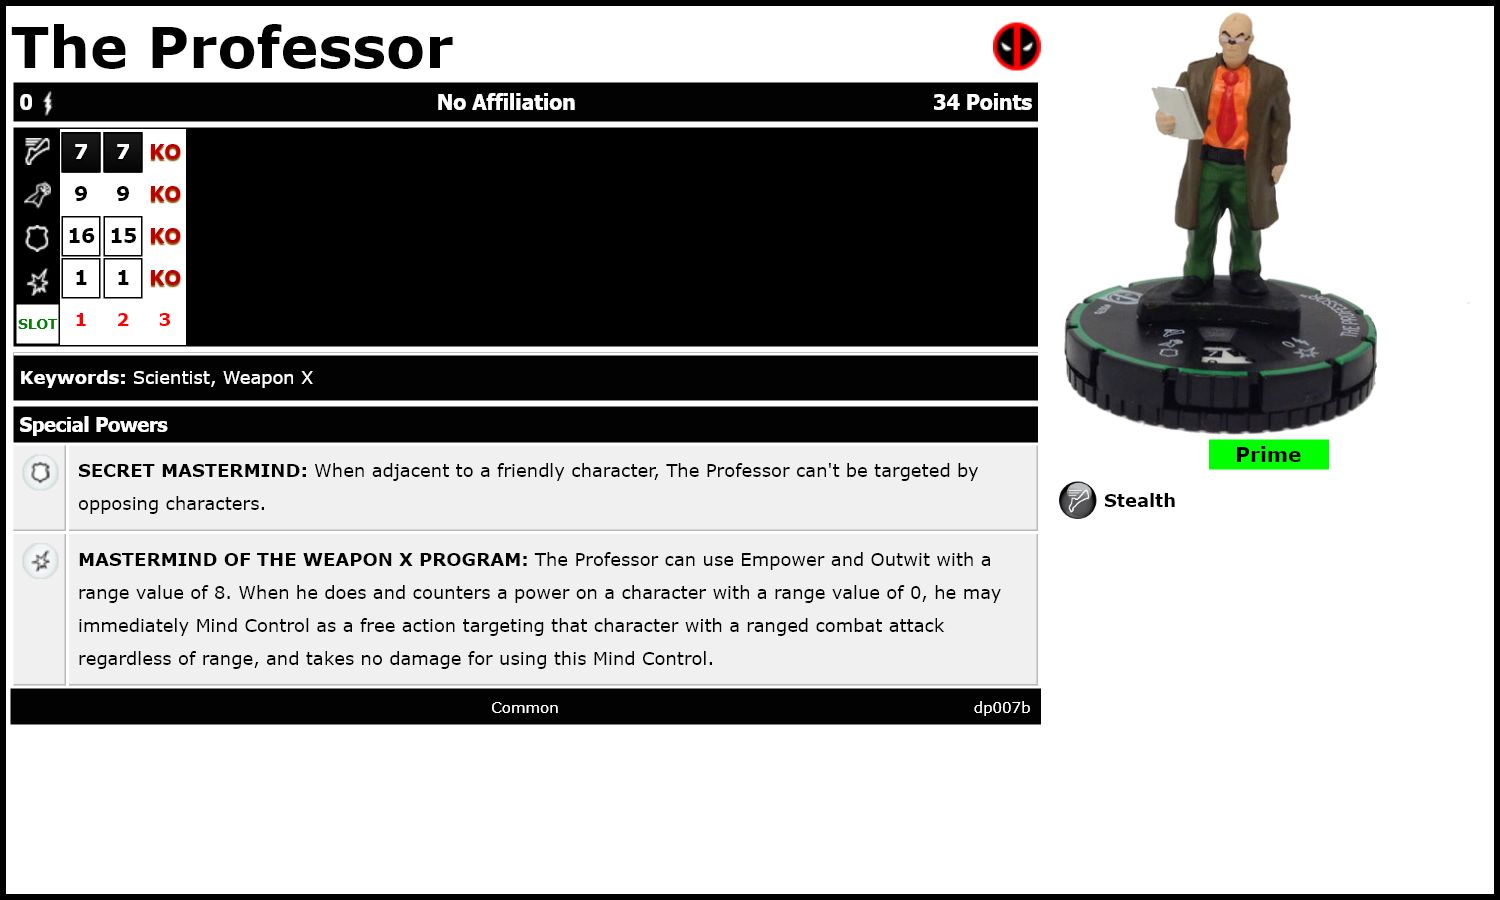 The Professor
0 No Affiliation 34 Points
7 7 KO
9 9 KO
16 15 KO
1 1 KO
SLOT 1 2 3
Keywords: Scientist, Weapon X
Special Powers
SECRET MASTERMIND: When adjacent to a friendly character, The Professor can't be targeted by
opposing characters.
MASTERMIND OF THE WEAPON X PROGRAM: The Professor can use Empower and Outwit with a
range value of 8. When he does and counters a power on a character with a range value of 0, he may
immediately Mind Control as a free action targeting that character with a ranged combat attack
regardless of range, and takes no damage for using this Mind Control.
Common dp007b
THE PROFESSOR
0
Prime
Stealth